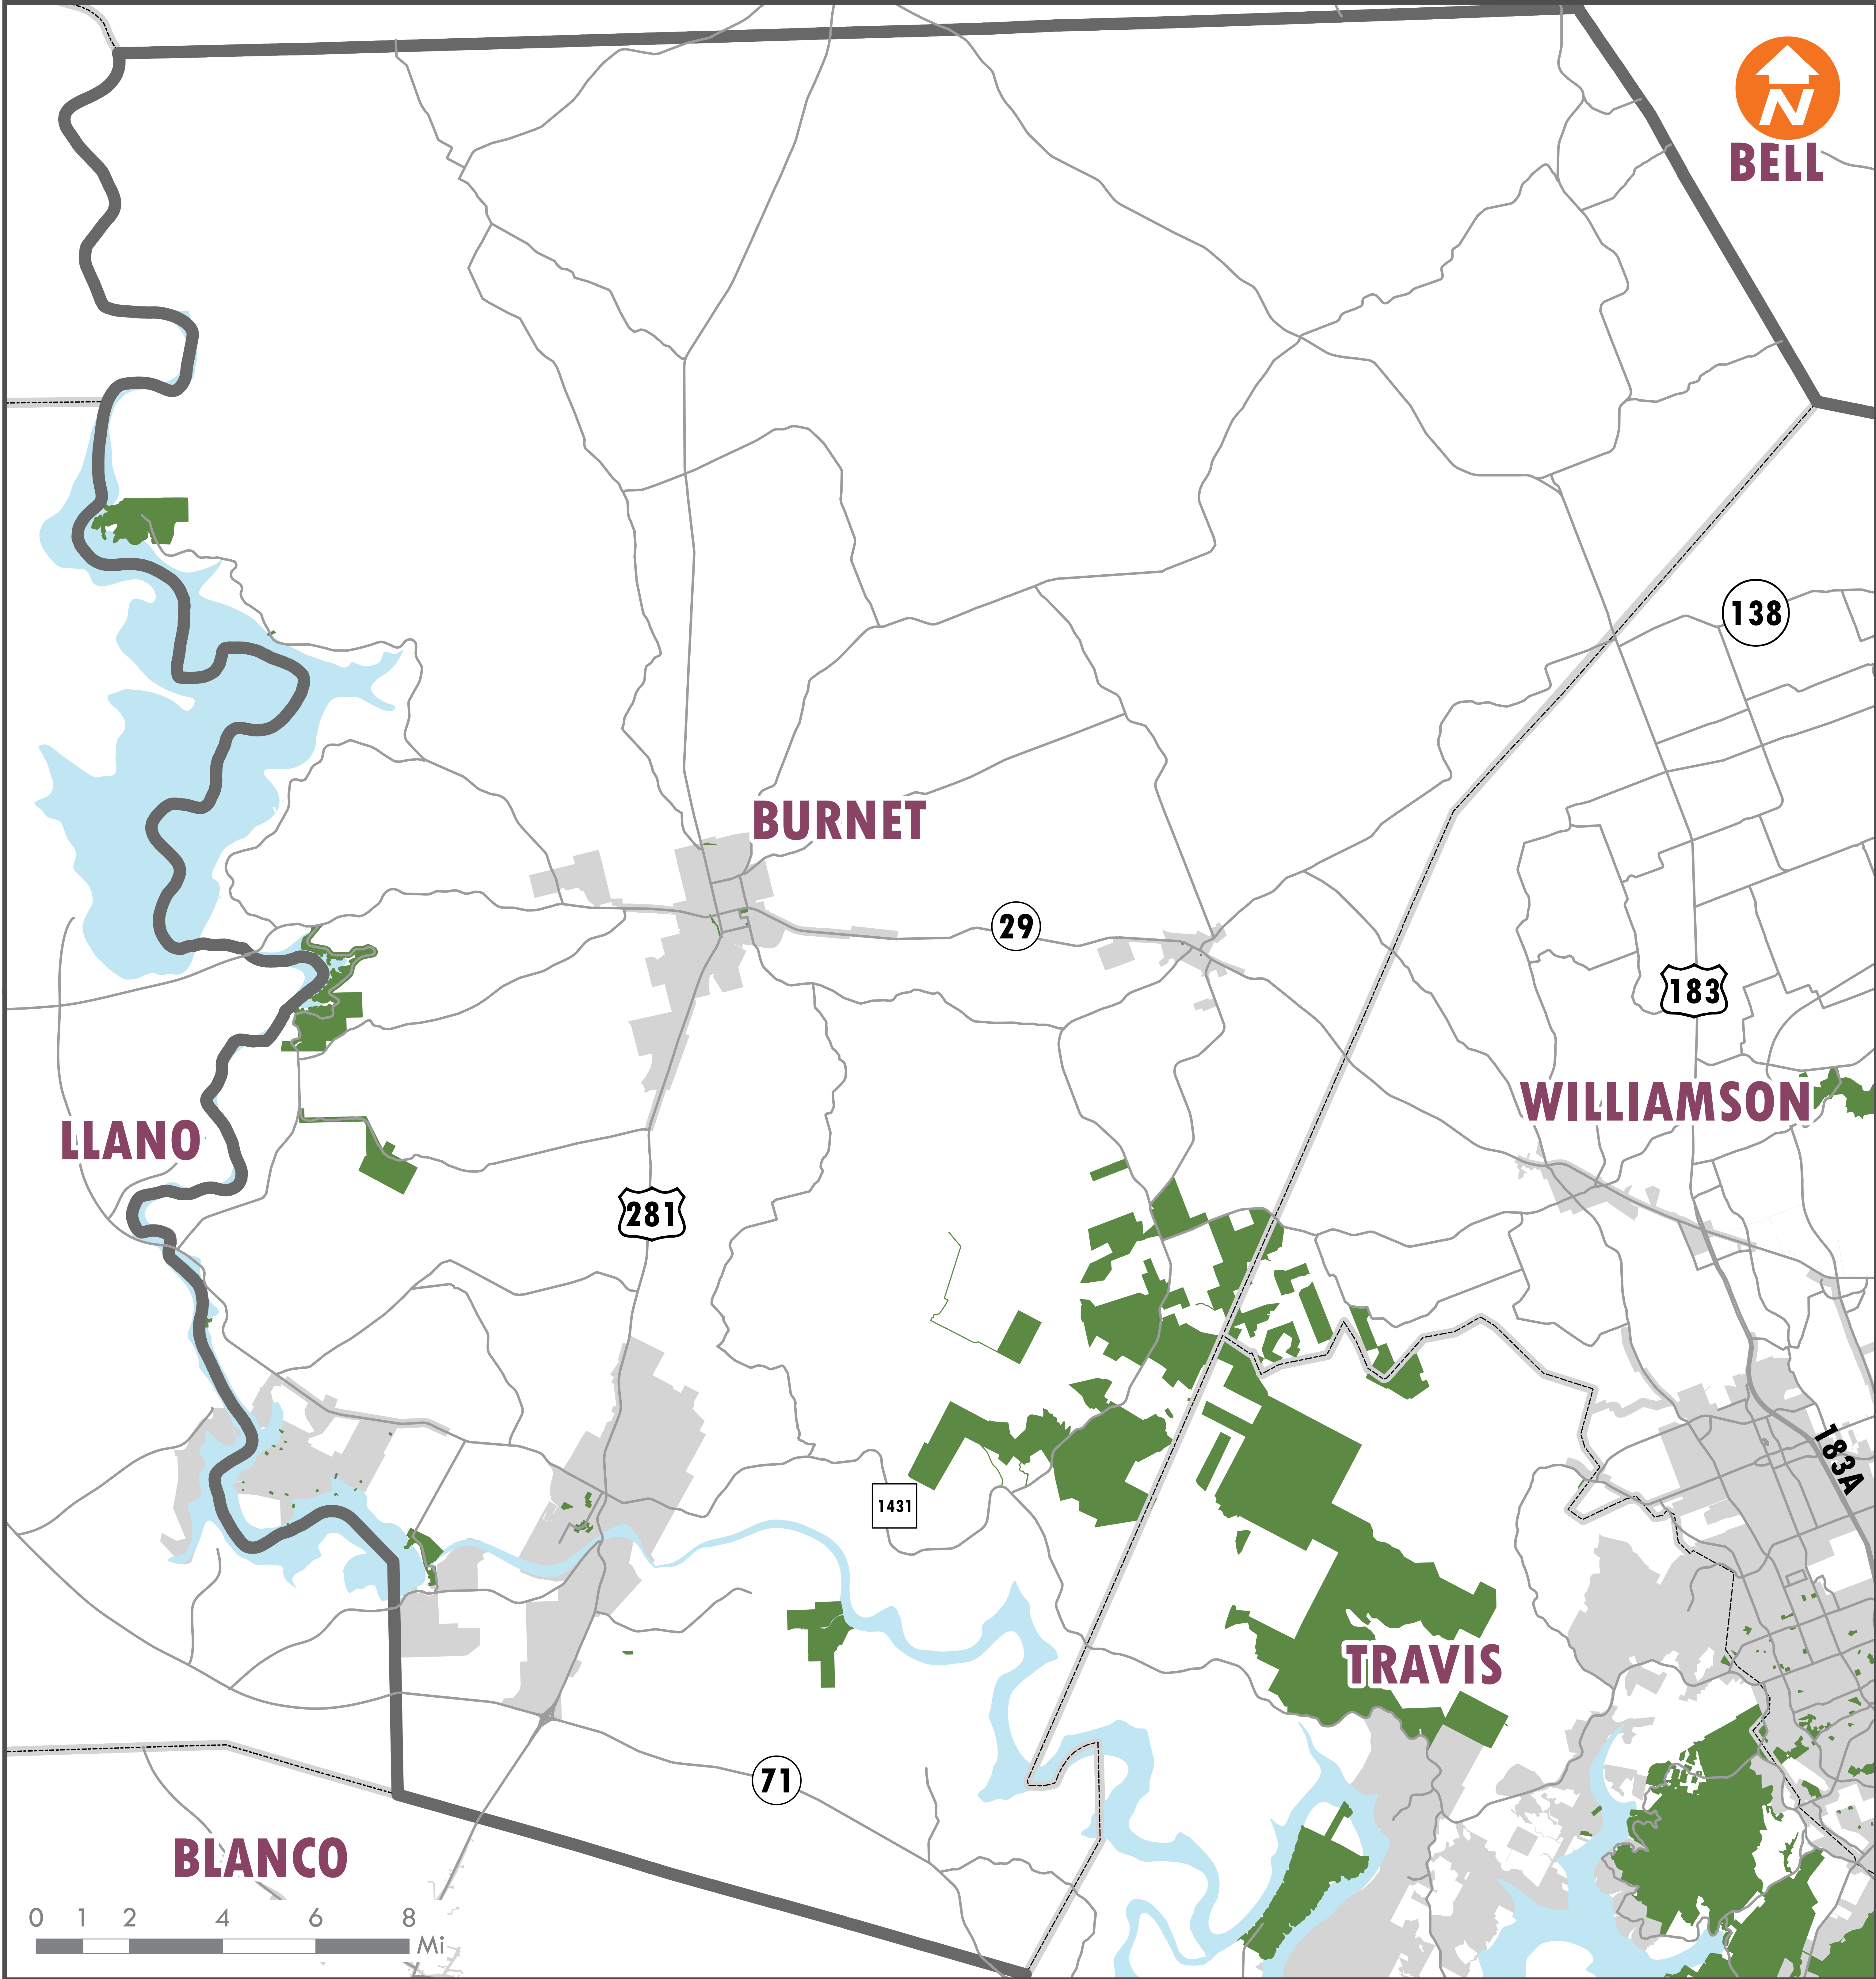 N
BELL
138
BURNET
29
183
WILLIAMSON
LLANO
281
183A
1431
TRAVIS
71
BLANCO
0 1 2 4 6 8
Mi